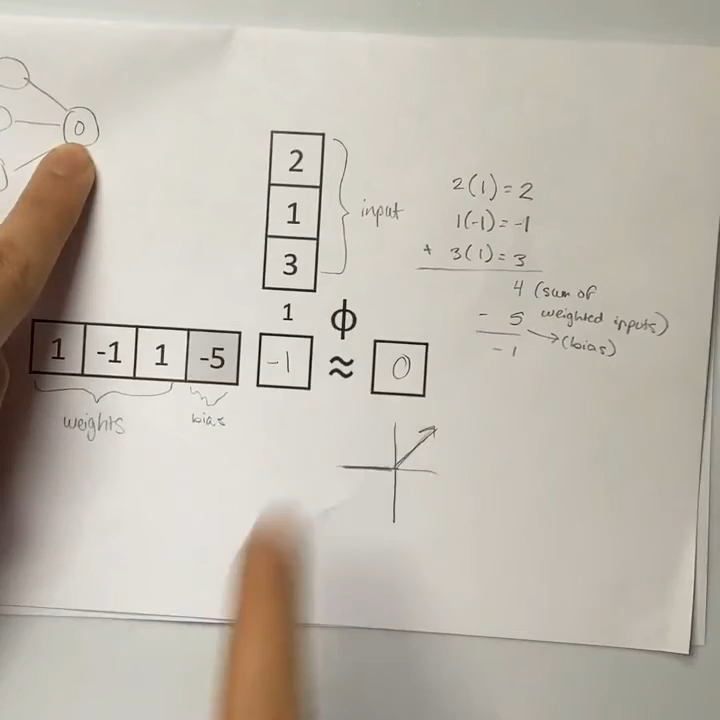 0
2
1
3
input
2(1)=2
1(-1)=-1
+ 3(1)=3
4 (sum of
weighted inputs)
- 5
(bias)
-1
1 ϕ
1 -1 1 -5 -1 ≈ 0
weights bias